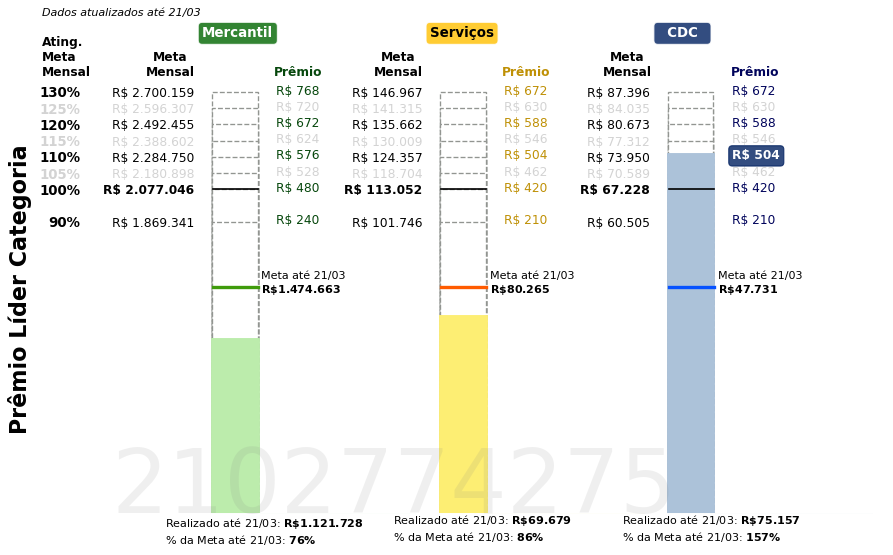 Dados atualizados até 21/03
Mercantil Serviços CDC
Ating. Meta Mensal Meta Mensal Prêmio Meta Mensal Prêmio Meta Mensal Prêmio
130% R$ 2.700.159 R$ 768 R$ 146.967 R$ 672 R$ 87.396 R$ 672
125% R$ 2.596.307 R$ 720 R$ 141.315 R$ 630 R$ 84.035 R$ 630
120% R$ 2.492.455 R$ 672 R$ 135.662 R$ 588 R$ 80.673 R$ 588
115% R$ 2.388.602 R$ 624 R$ 130.009 R$ 546 R$ 77.312 R$ 546
110% R$ 2.284.750 R$ 576 R$ 124.357 R$ 504 R$ 73.950 R$ 504
105% R$ 2.180.898 R$ 528 R$ 118.704 R$ 462 R$ 70.589 R$ 462
100% R$ 2.077.046 R$ 480 R$ 113.052 R$ 420 R$ 67.228 R$ 420
90% R$ 1.869.341 R$ 240 R$ 101.746 R$ 210 R$ 60.505 R$ 210
Meta até 21/03 Meta até 21/03 Meta até 21/03
R$1.474.663 R$80.265 R$47.731
Prêmio Líder Categoria
2102774275
Realizado até 21/03: R$1.121.728 Realizado até 21/03: R$69.679 Realizado até 21/03: R$75.157
% da Meta até 21/03: 76% % da Meta até 21/03: 86% % da Meta até 21/03: 157%